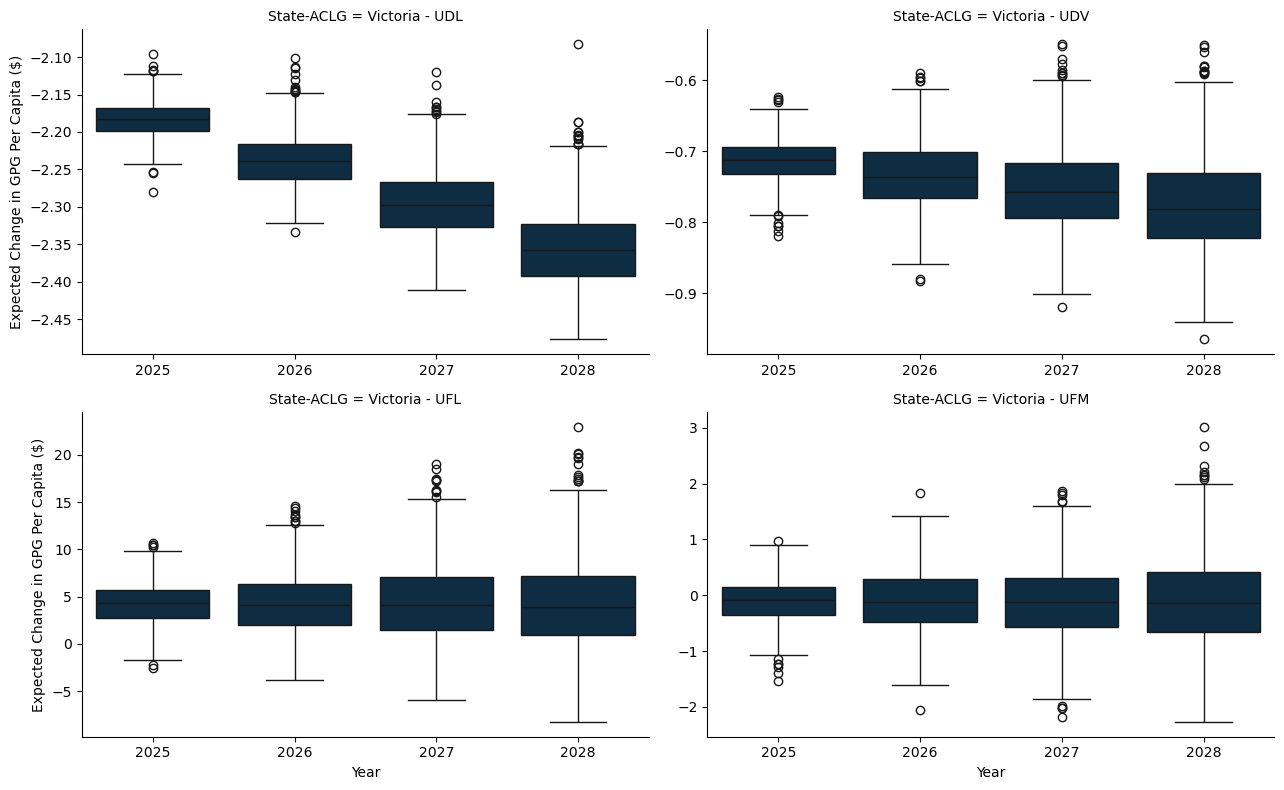 State-ACLG = Victoria - UDL
Expected Change in GPG Per Capita ($)
−2.10
−2.15
−2.20
−2.25
−2.30
−2.35
−2.40
−2.45
2025 2026 2027 2028
State-ACLG = Victoria - UDV
−0.6
−0.7
−0.8
−0.9
2025 2026 2027 2028
State-ACLG = Victoria - UFL
Expected Change in GPG Per Capita ($)
20
15
10
5
0
−5
2025 2026 2027 2028
Year
State-ACLG = Victoria - UFM
3
2
1
0
−1
−2
2025 2026 2027 2028
Year